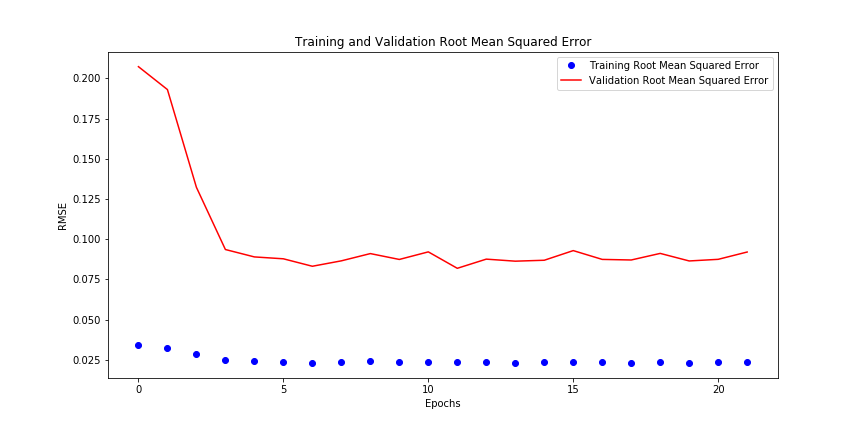 Training and Validation Root Mean Squared Error
Training Root Mean Squared Error
Validation Root Mean Squared Error
RMSE
0.200
0.175
0.150
0.125
0.100
0.075
0.050
0.025
0 5 10 15 20
Epochs